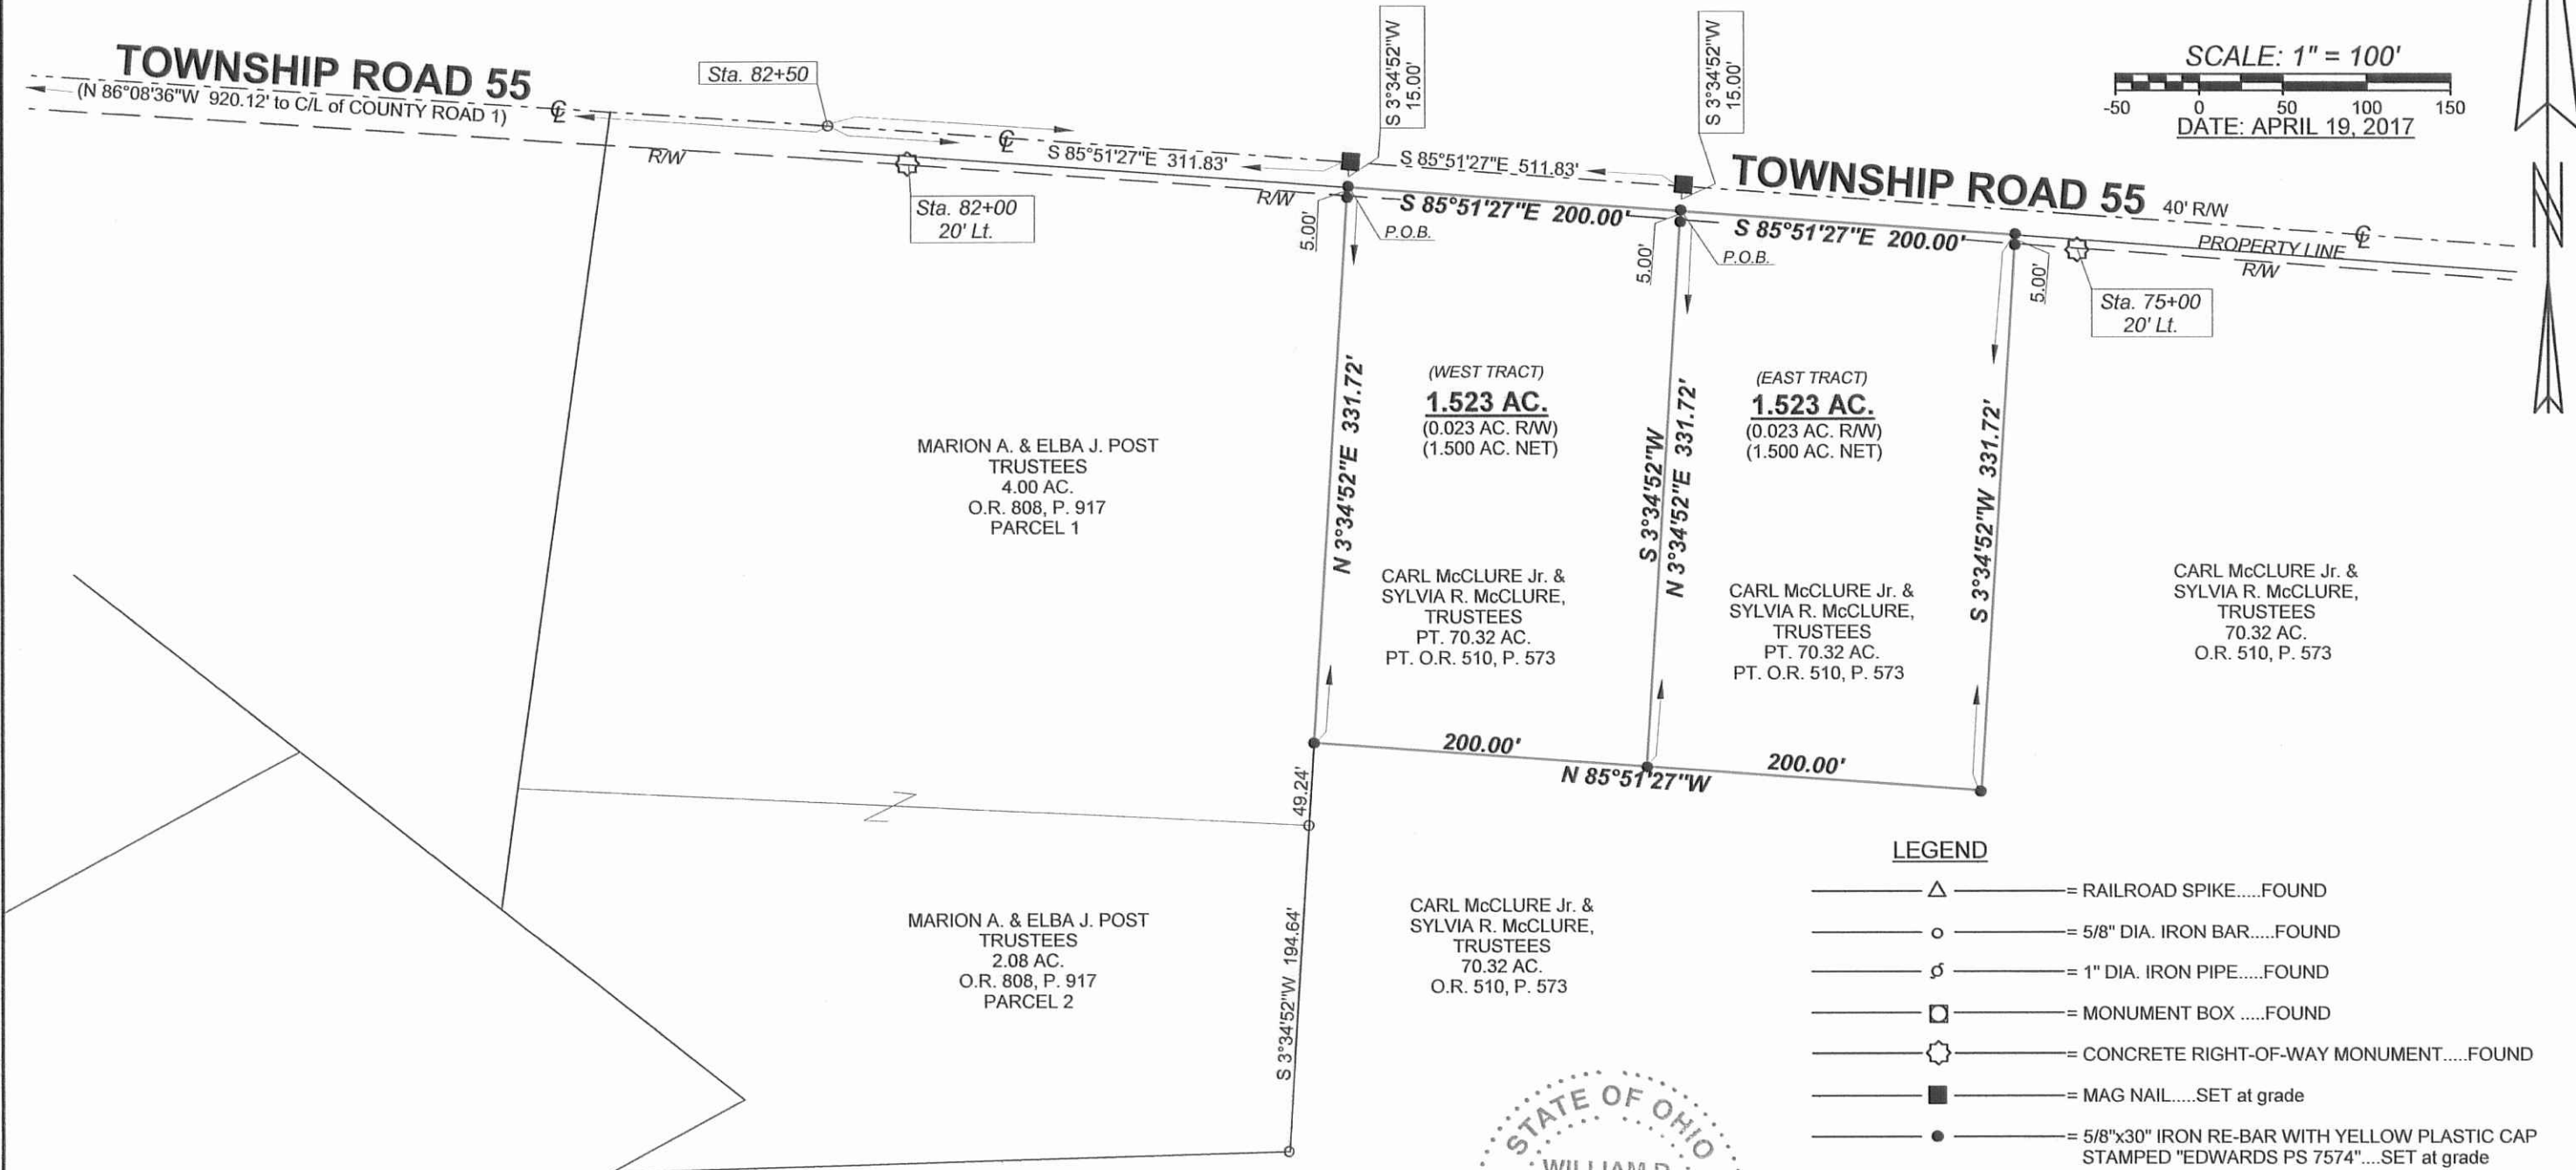 TOWNSHIP ROAD 55
(N 86°08'36"W 920.12' to C/L of COUNTY ROAD 1)
Sta. 82+50
S 3°34'52"W
15.00'
S 3°34'52"W
15.00'
SCALE: 1" = 100'
-50 0 50 100 150
DATE: APRIL 19, 2017
N
R/W
S 85°51'27"E 311.83'
S 85°51'27"E 511.83'
TOWNSHIP ROAD 55
40' R/W
Sta. 82+00
20' Lt.
R/W
S 85°51'27"E 200.00'
S 85°51'27"E 200.00'
PROPERTY LINE
R/W
5.00'
P.O.B.
5.00'
P.O.B.
5.00'
Sta. 75+00
20' Lt.
(WEST TRACT)
1.523 AC.
(0.023 AC. R/W)
(1.500 AC. NET)
(EAST TRACT)
1.523 AC.
(0.023 AC. R/W)
(1.500 AC. NET)
MARION A. & ELBA J. POST
TRUSTEES
4.00 AC.
O.R. 808, P. 917
PARCEL 1
N 3°34'52"E 331.72'
S 3°34'52"W
N 3°34'52"E 331.72'
S 3°34'52"W 331.72'
CARL McCLURE Jr. &
SYLVIA R. McCLURE,
TRUSTEES
PT. 70.32 AC.
PT. O.R. 510, P. 573
CARL McCLURE Jr. &
SYLVIA R. McCLURE,
TRUSTEES
PT. 70.32 AC.
PT. O.R. 510, P. 573
CARL McCLURE Jr. &
SYLVIA R. McCLURE,
TRUSTEES
70.32 AC.
O.R. 510, P. 573
200.00'
N 85°51'27"W
200.00'
49.24'
S 3°34'52"W 194.64'
MARION A. & ELBA J. POST
TRUSTEES
2.08 AC.
O.R. 808, P. 917
PARCEL 2
CARL McCLURE Jr. &
SYLVIA R. McCLURE,
TRUSTEES
70.32 AC.
O.R. 510, P. 573
LEGEND
= RAILROAD SPIKE.....FOUND
= 5/8" DIA. IRON BAR.....FOUND
= 1" DIA. IRON PIPE.....FOUND
= MONUMENT BOX .....FOUND
= CONCRETE RIGHT-OF-WAY MONUMENT.....FOUND
= MAG NAIL.....SET at grade
= 5/8"x30" IRON RE-BAR WITH YELLOW PLASTIC CAP
STAMPED "EDWARDS PS 7574"....SET at grade
STATE OF OHIO
WILLIAM D.